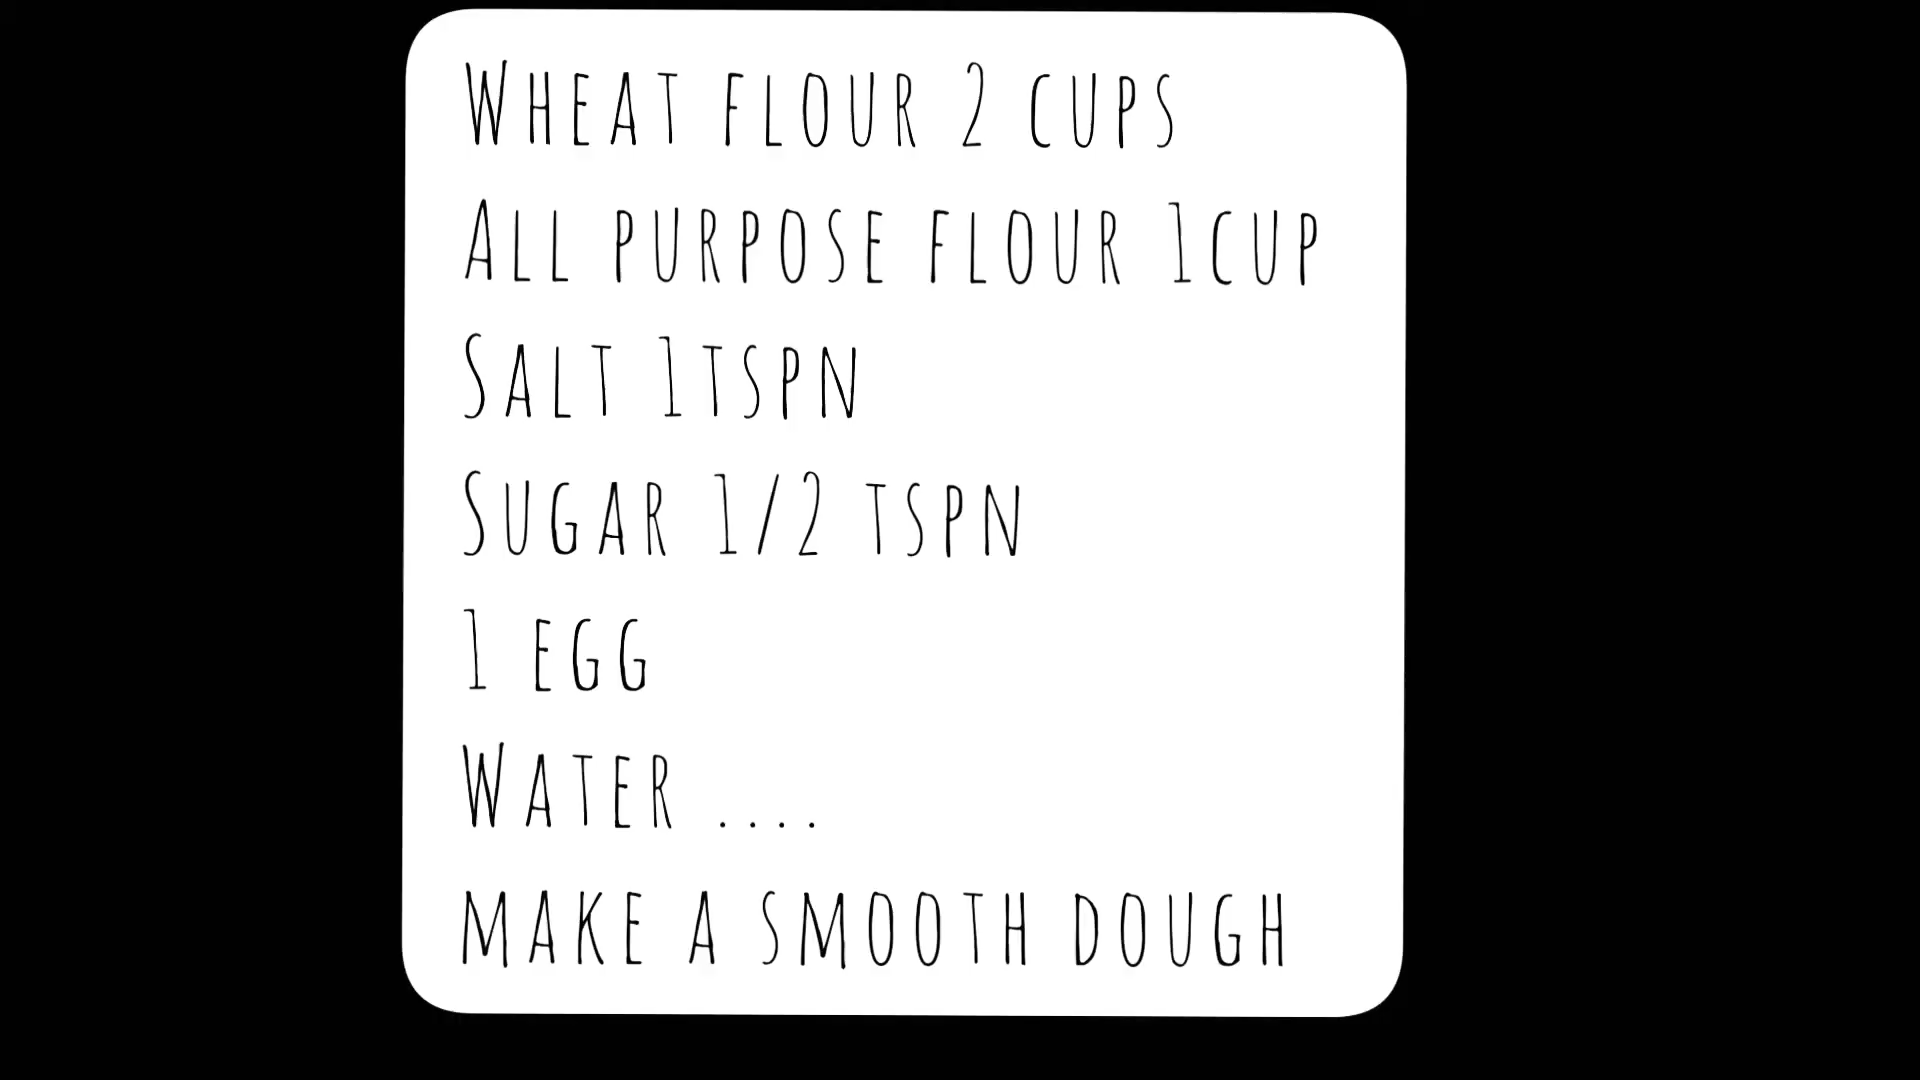 Wheat flour 2 cups
All purpose flour 1cup
Salt 1tspn
Sugar 1/2 tspn
1 egg
Water ....
make a smooth dough